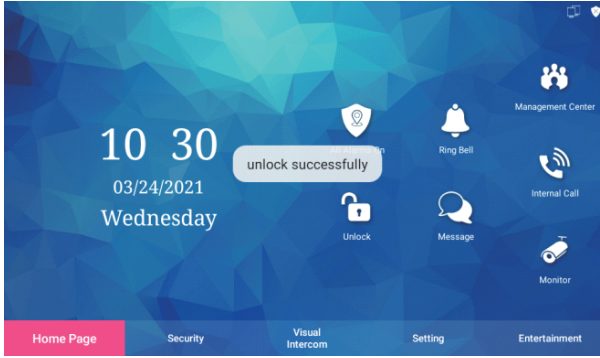 Management Center
10 30
03/24/2021
Wednesday
unlock successfully
Ring Bell
Internal Call
Unlock
Message
Monitor
Home Page
Security
Visual
Intercom
Setting
Entertainment